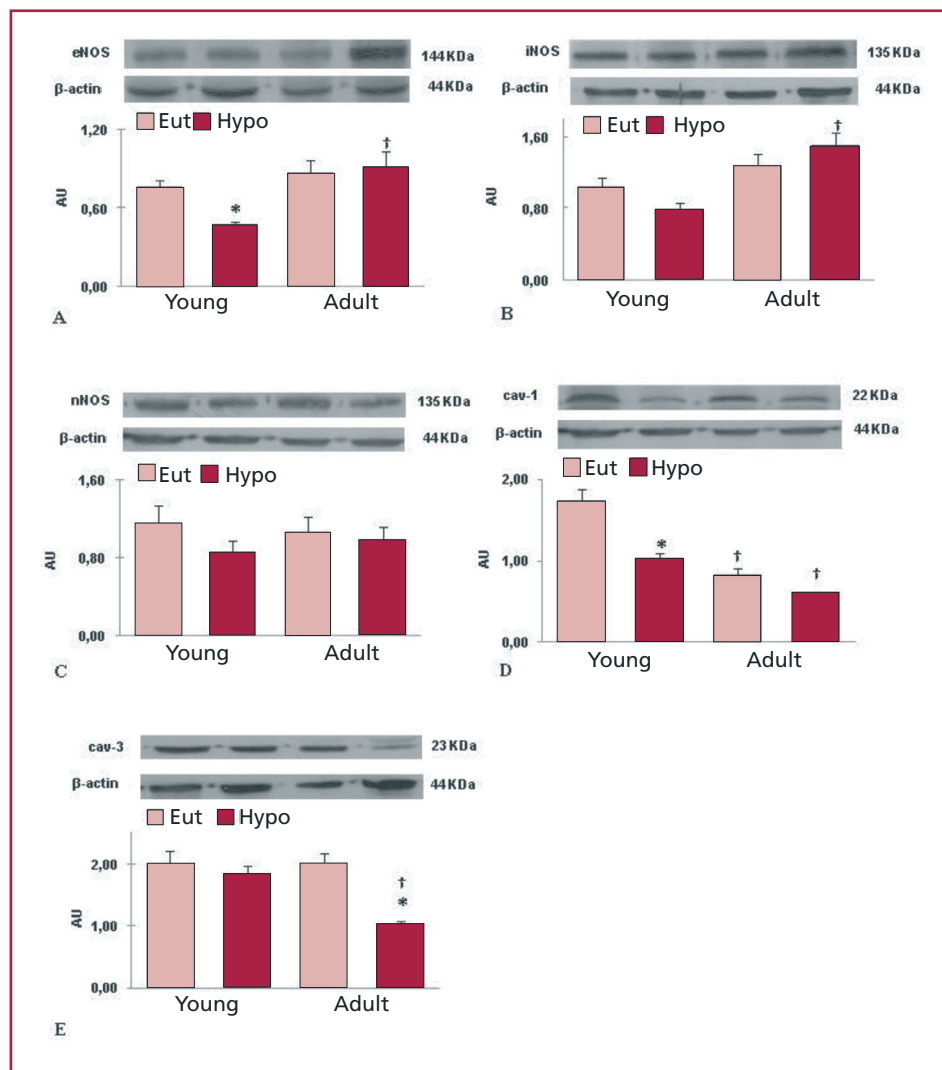 eNOS 144KDa
β-actin 44KDa
Eut Hypo
1,20
0,60
0,00
AU
*
†
Young Adult
A
iNOS 135KDa
β-actin 44KDa
Eut Hypo
1,60
0,80
0,00
AU
†
Young Adult
B
nNOS 135KDa
β-actin 44KDa
Eut Hypo
1,60
0,80
0,00
AU
Young Adult
C
cav-1 22KDa
β-actin 44KDa
Eut Hypo
2,00
1,00
0,00
AU
*
†
†
Young Adult
D
cav-3 23KDa
β-actin 44KDa
Eut Hypo
2,00
1,00
0,00
AU
†
*
Young Adult
E